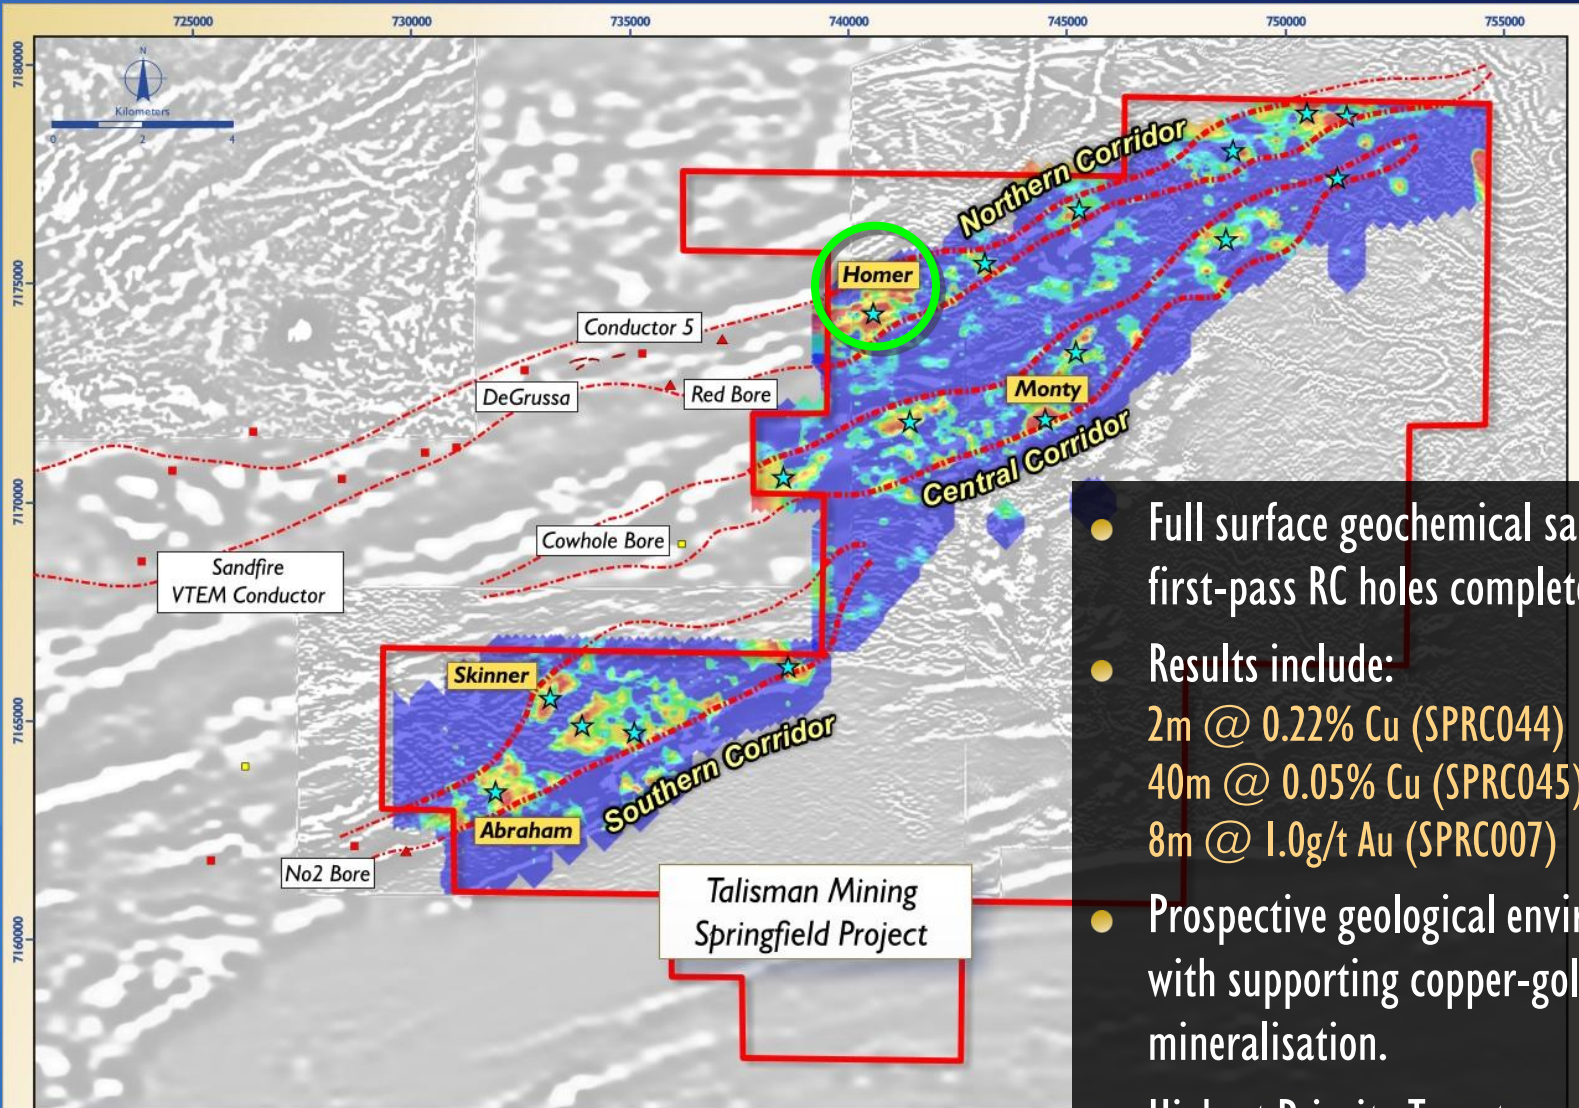 725000
730000
735000
740000
745000
750000
755000
7180000
7175000
7170000
7165000
7160000
N
Kilometers
0 2 4
Northern Corridor
Homer
Conductor 5
DeGrussa
Red Bore
Monty
Central Corridor
Cowhole Bore
Sandfire
VTEM Conductor
Skinner
Southern Corridor
Abraham
No2 Bore
Talisman Mining
Springfield Project
Full surface geochemical sa
first-pass RC holes complet
Results include:
2m @ 0.22% Cu (SPRC044)
40m @ 0.05% Cu (SPRC045)
8m @ 1.0g/t Au (SPRC007)
Prospective geological envi
with supporting copper-gol
mineralisation.
Highest Priority Target